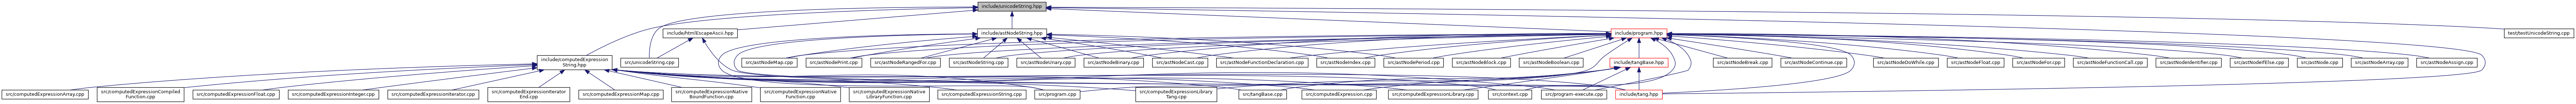 include/unicodeString.hpp
include/htmlEscapeAscii.hpp
include/astNodeString.hpp
include/program.hpp
test/testUnicodeString.cpp
include/computedExpression
String.hpp
src/unicodeString.cpp
src/astNodeMap.cpp
src/astNodePrint.cpp
src/astNodeRangedFor.cpp
src/astNodeString.cpp
src/astNodeUnary.cpp
src/astNodeBinary.cpp
src/astNodeCast.cpp
src/astNodeFunctionDeclaration.cpp
src/astNodeIndex.cpp
src/astNodePeriod.cpp
src/astNodeBlock.cpp
src/astNodeBoolean.cpp
include/tangBase.hpp
src/astNodeBreak.cpp
src/astNodeContinue.cpp
src/astNodeDoWhile.cpp
src/astNodeFloat.cpp
src/astNodeFor.cpp
src/astNodeFunctionCall.cpp
src/astNodeIdentifier.cpp
src/astNodeIfElse.cpp
src/astNode.cpp
src/astNodeArray.cpp
src/astNodeAssign.cpp
src/computedExpressionArray.cpp
src/computedExpressionCompiled
Function.cpp
src/computedExpressionFloat.cpp
src/computedExpressionInteger.cpp
src/computedExpressionIterator.cpp
src/computedExpressionIterator
End.cpp
src/computedExpressionMap.cpp
src/computedExpressionNative
BoundFunction.cpp
src/computedExpressionNative
Function.cpp
src/computedExpressionNative
LibraryFunction.cpp
src/computedExpressionString.cpp
src/program.cpp
src/computedExpressionLibrary
Tang.cpp
src/tangBase.cpp
src/computedExpression.cpp
src/computedExpressionLibrary.cpp
src/context.cpp
src/program-execute.cpp
include/tang.hpp